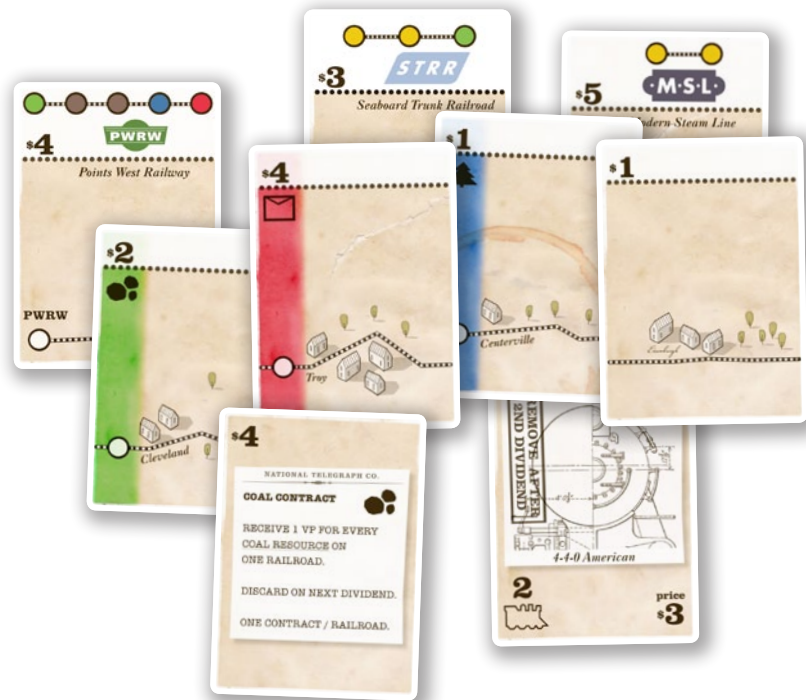 $4
PWRW
Points West Railway
PWRW
$3
STRR
Seaboard Trunk Railroad
$5
M·S·L
Steam Line
$2
Cleveland
$4
Troy
$1
Centerville
$1
$4
NATIONAL TELEGRAPH CO.
COAL CONTRACT
RECEIVE 1 VP FOR EVERY
COAL RESOURCE ON
ONE RAILROAD.
DISCARD ON NEXT DIVIDEND.
ONE CONTRACT / RAILROAD.
REMOVE AFTER
2ND DIVIDEND
4-4-0 American
2
price
$3